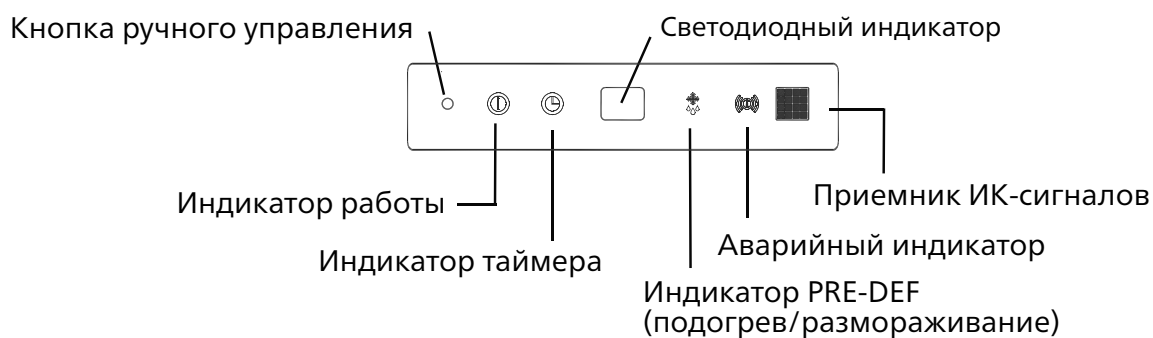 Кнопка ручного управления
Светодиодный индикатор
Индикатор работы
Приемник ИК-сигналов
Индикатор таймера
Аварийный индикатор
Индикатор PRE-DEF
(подогрев/размораживание)